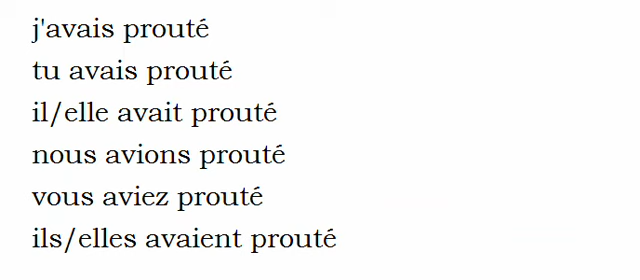 j'avais prouté
tu avais prouté
il/elle avait prouté
nous avions prouté
vous aviez prouté
ils/elles avaient prouté